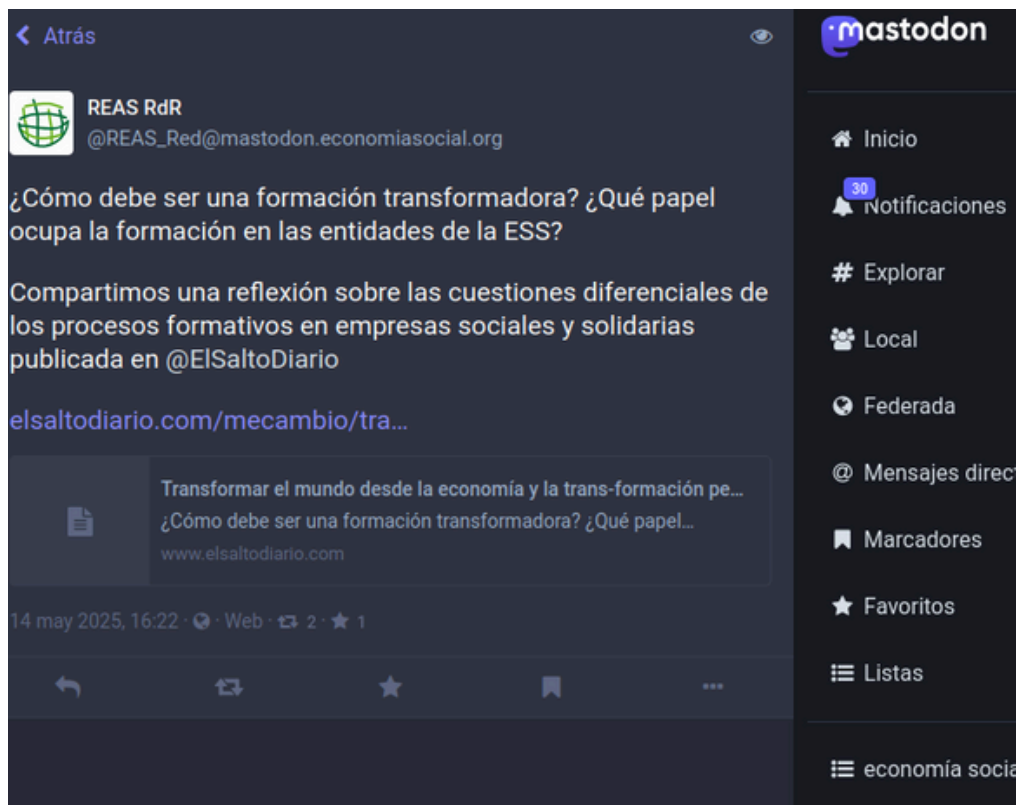 Atrás
REAS RdR
@REAS_Red@mastodon.economiasocial.org
¿Cómo debe ser una formación transformadora? ¿Qué papel
ocupa la formación en las entidades de la ESS?
Compartimos una reflexión sobre las cuestiones diferenciales de
los procesos formativos en empresas sociales y solidarias
publicada en @ElSaltoDiario
elsaltodiario.com/mecambio/tra...
Transformar el mundo desde la economía y la trans-formación pe...
¿Cómo debe ser una formación transformadora? ¿Qué papel...
www.elsaltodiario.com
14 may 2025, 16:22 · · Web · 2 · 1
mastodon
Inicio
30
Notificaciones
# Explorar
Local
Federada
@ Mensajes direct
Marcadores
Favoritos
Listas
economía socia